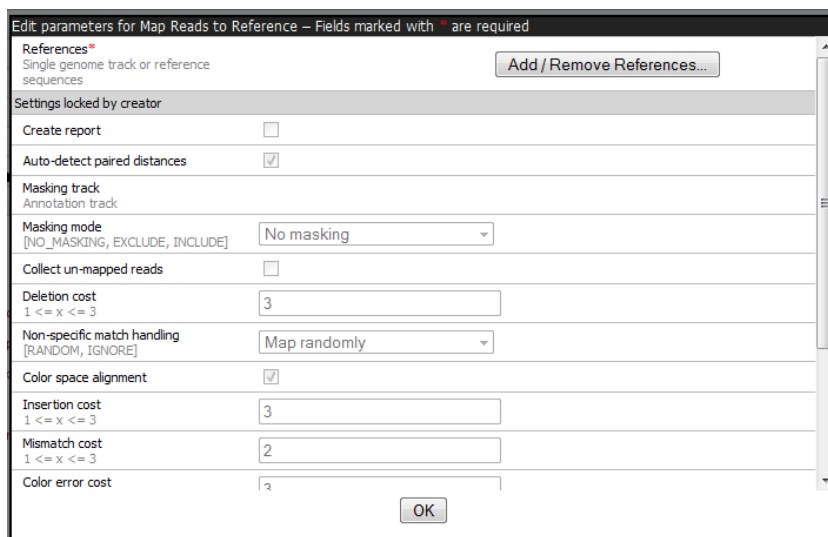 Edit parameters for Map Reads to Reference – Fields marked with * are required
References*
Single genome track or reference
sequences
Add / Remove References...
Settings locked by creator
Create report
Auto-detect paired distances
Masking track
Annotation track
Masking mode
[NO_MASKING, EXCLUDE, INCLUDE]
No masking
Collect un-mapped reads
Deletion cost
1 <= x <= 3
3
Non-specific match handling
[RANDOM, IGNORE]
Map randomly
Color space alignment
Insertion cost
1 <= x <= 3
3
Mismatch cost
1 <= x <= 3
2
Color error cost
3
OK